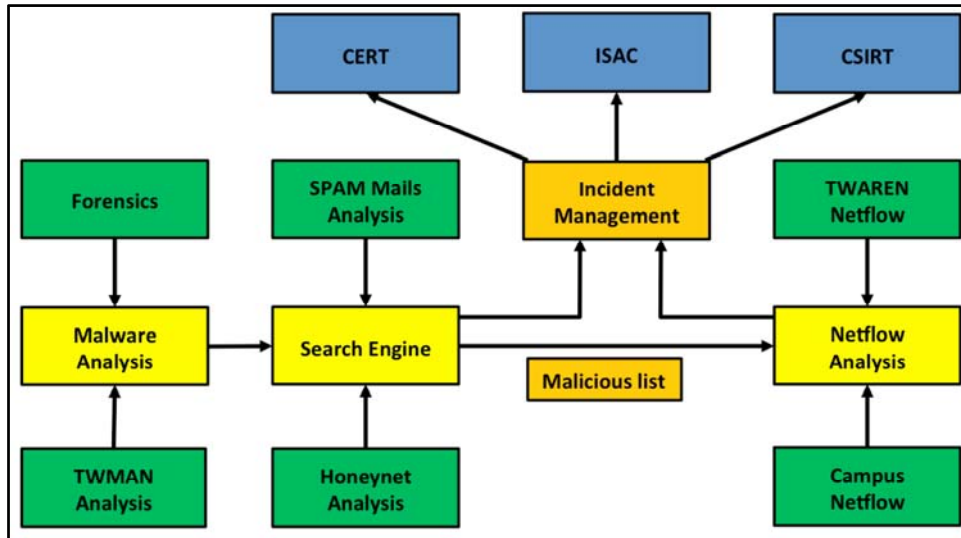 CERT
ISAC
CSIRT
Forensics
SPAM Mails
Analysis
Incident
Management
TWAREN
Netflow
Malware
Analysis
Search Engine
Netflow
Analysis
Malicious list
TWMAN
Analysis
Honeynet
Analysis
Campus
Netflow